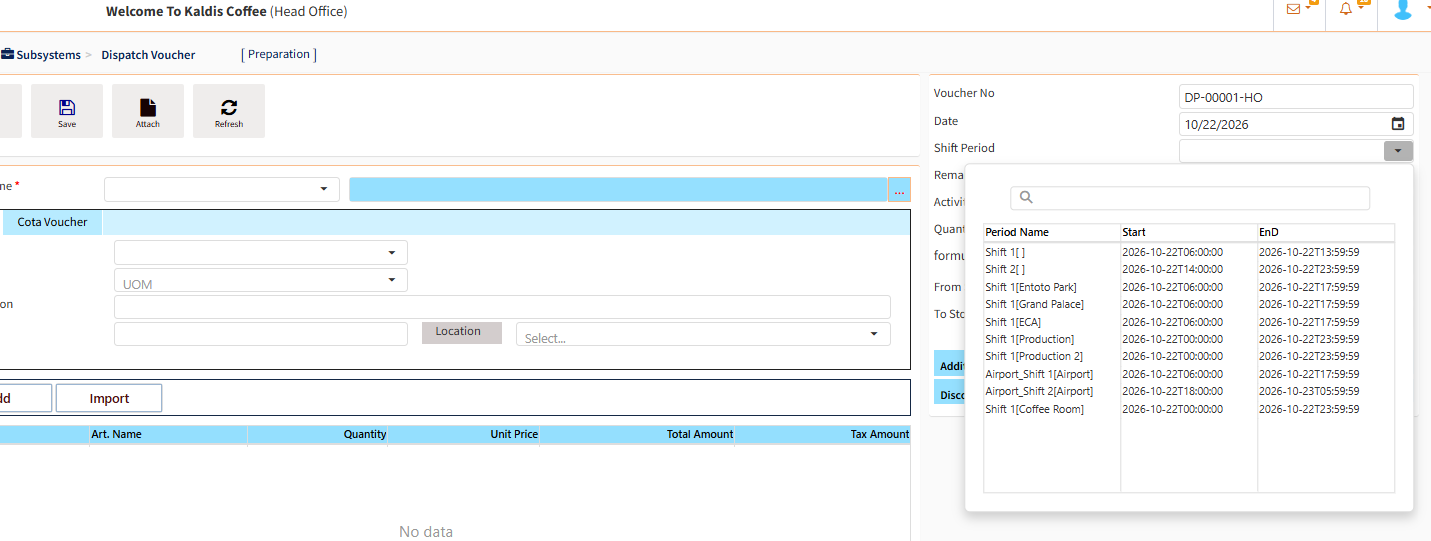 Welcome To Kaldis Coffee (Head Office)
Subsystems > Dispatch Voucher [ Preparation ]
Save Attach Refresh
Voucher No DP-00001-HO
Date 10/22/2026
Shift Period
ne * ...
Rema
Activi
Cota Voucher
Quant
formu
UOM
From
on
To Sto
Location Select...
Addit
Disco
dd Import
Art. Name Quantity Unit Price Total Amount Tax Amount
No data
Period Name Start EnD
Shift 1[ ] 2026-10-22T06:00:00 2026-10-22T13:59:59
Shift 2[ ] 2026-10-22T14:00:00 2026-10-22T23:59:59
Shift 1[Entoto Park] 2026-10-22T06:00:00 2026-10-22T17:59:59
Shift 1[Grand Palace] 2026-10-22T06:00:00 2026-10-22T17:59:59
Shift 1[ECA] 2026-10-22T06:00:00 2026-10-22T17:59:59
Shift 1[Production] 2026-10-22T00:00:00 2026-10-22T23:59:59
Shift 1[Production 2] 2026-10-22T00:00:00 2026-10-22T23:59:59
Airport_Shift 1[Airport] 2026-10-22T06:00:00 2026-10-22T17:59:59
Airport_Shift 2[Airport] 2026-10-22T18:00:00 2026-10-23T05:59:59
Shift 1[Coffee Room] 2026-10-22T00:00:00 2026-10-22T23:59:59